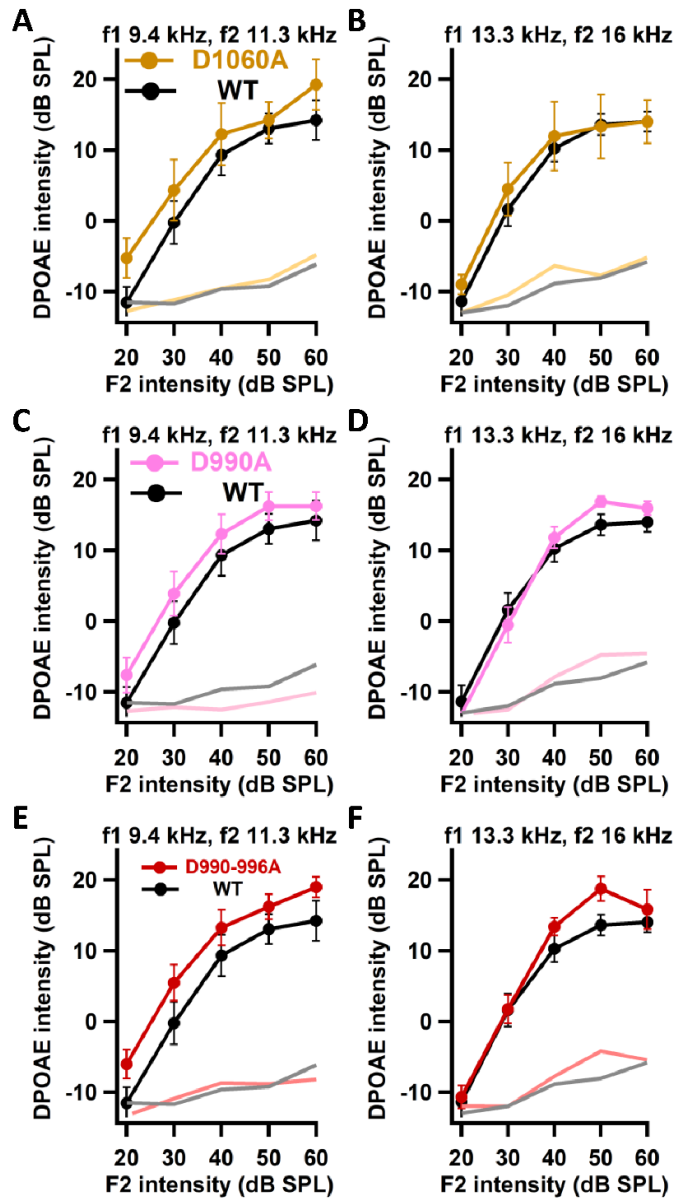 A
f1 9.4 kHz, f2 11.3 kHz
D1060A
WT
DPOAE intensity (dB SPL)
20
10
0
-10
20 30 40 50 60
F2 intensity (dB SPL)
B
f1 13.3 kHz, f2 16 kHz
DPOAE intensity (dB SPL)
20
10
0
-10
20 30 40 50 60
F2 intensity (dB SPL)
C
f1 9.4 kHz, f2 11.3 kHz
D990A
WT
DPOAE intensity (dB SPL)
20
10
0
-10
20 30 40 50 60
F2 intensity (dB SPL)
D
f1 13.3 kHz, f2 16 kHz
DPOAE intensity (dB SPL)
20
10
0
-10
20 30 40 50 60
F2 intensity (dB SPL)
E
f1 9.4 kHz, f2 11.3 kHz
D990-996A
WT
DPOAE intensity (dB SPL)
20
10
0
-10
20 30 40 50 60
F2 intensity (dB SPL)
F
f1 13.3 kHz, f2 16 kHz
DPOAE intensity (dB SPL)
20
10
0
-10
20 30 40 50 60
F2 intensity (dB SPL)